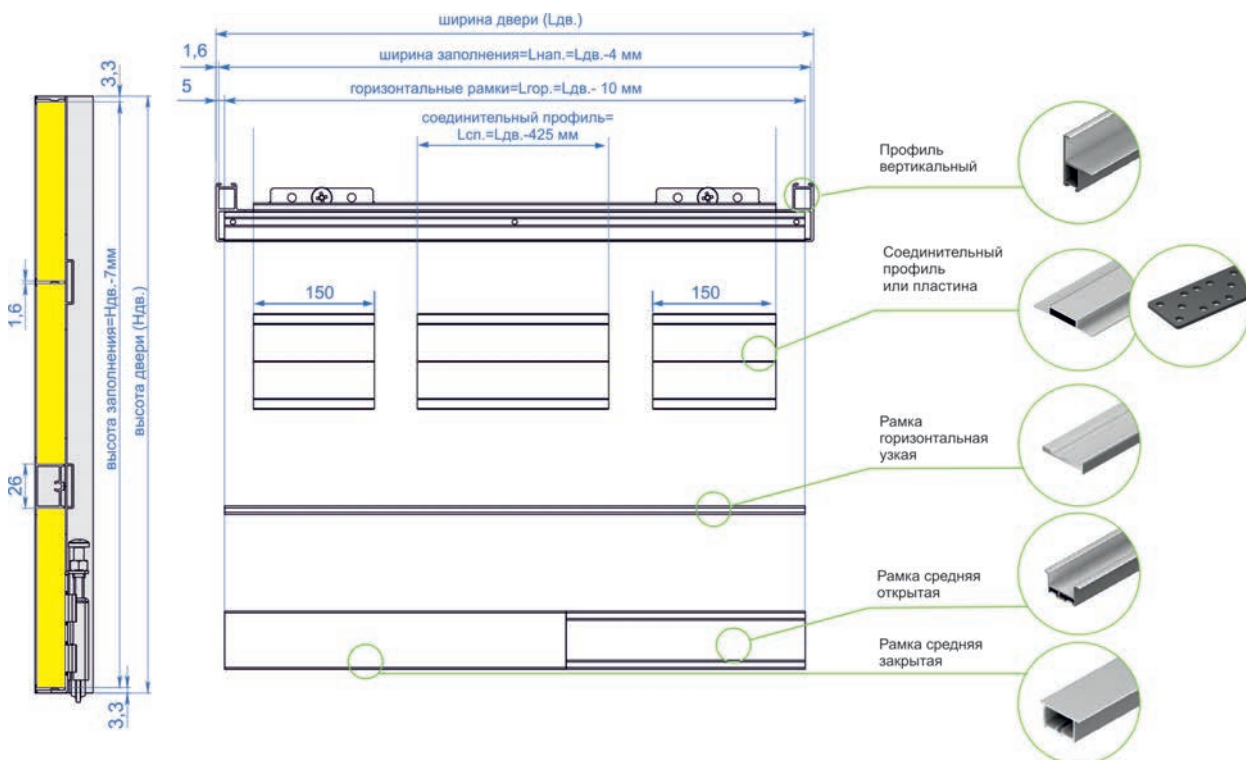 ширина двери (Lдв.)
1,6
ширина заполнения=Lнап.=Lдв.-4 мм
5
горизонтальные рамки=Lгор.=Lдв.- 10 мм
соединительный профиль=
Lсп.=Lдв.-425 мм
3,3
1,6
26
3,3
высота заполнения=Hдв.-7мм
высота двери (Hдв.)
150
150
Профиль
вертикальный
Соединительный
профиль
или пластина
Рамка
горизонтальная
узкая
Рамка средняя
открытая
Рамка средняя
закрытая